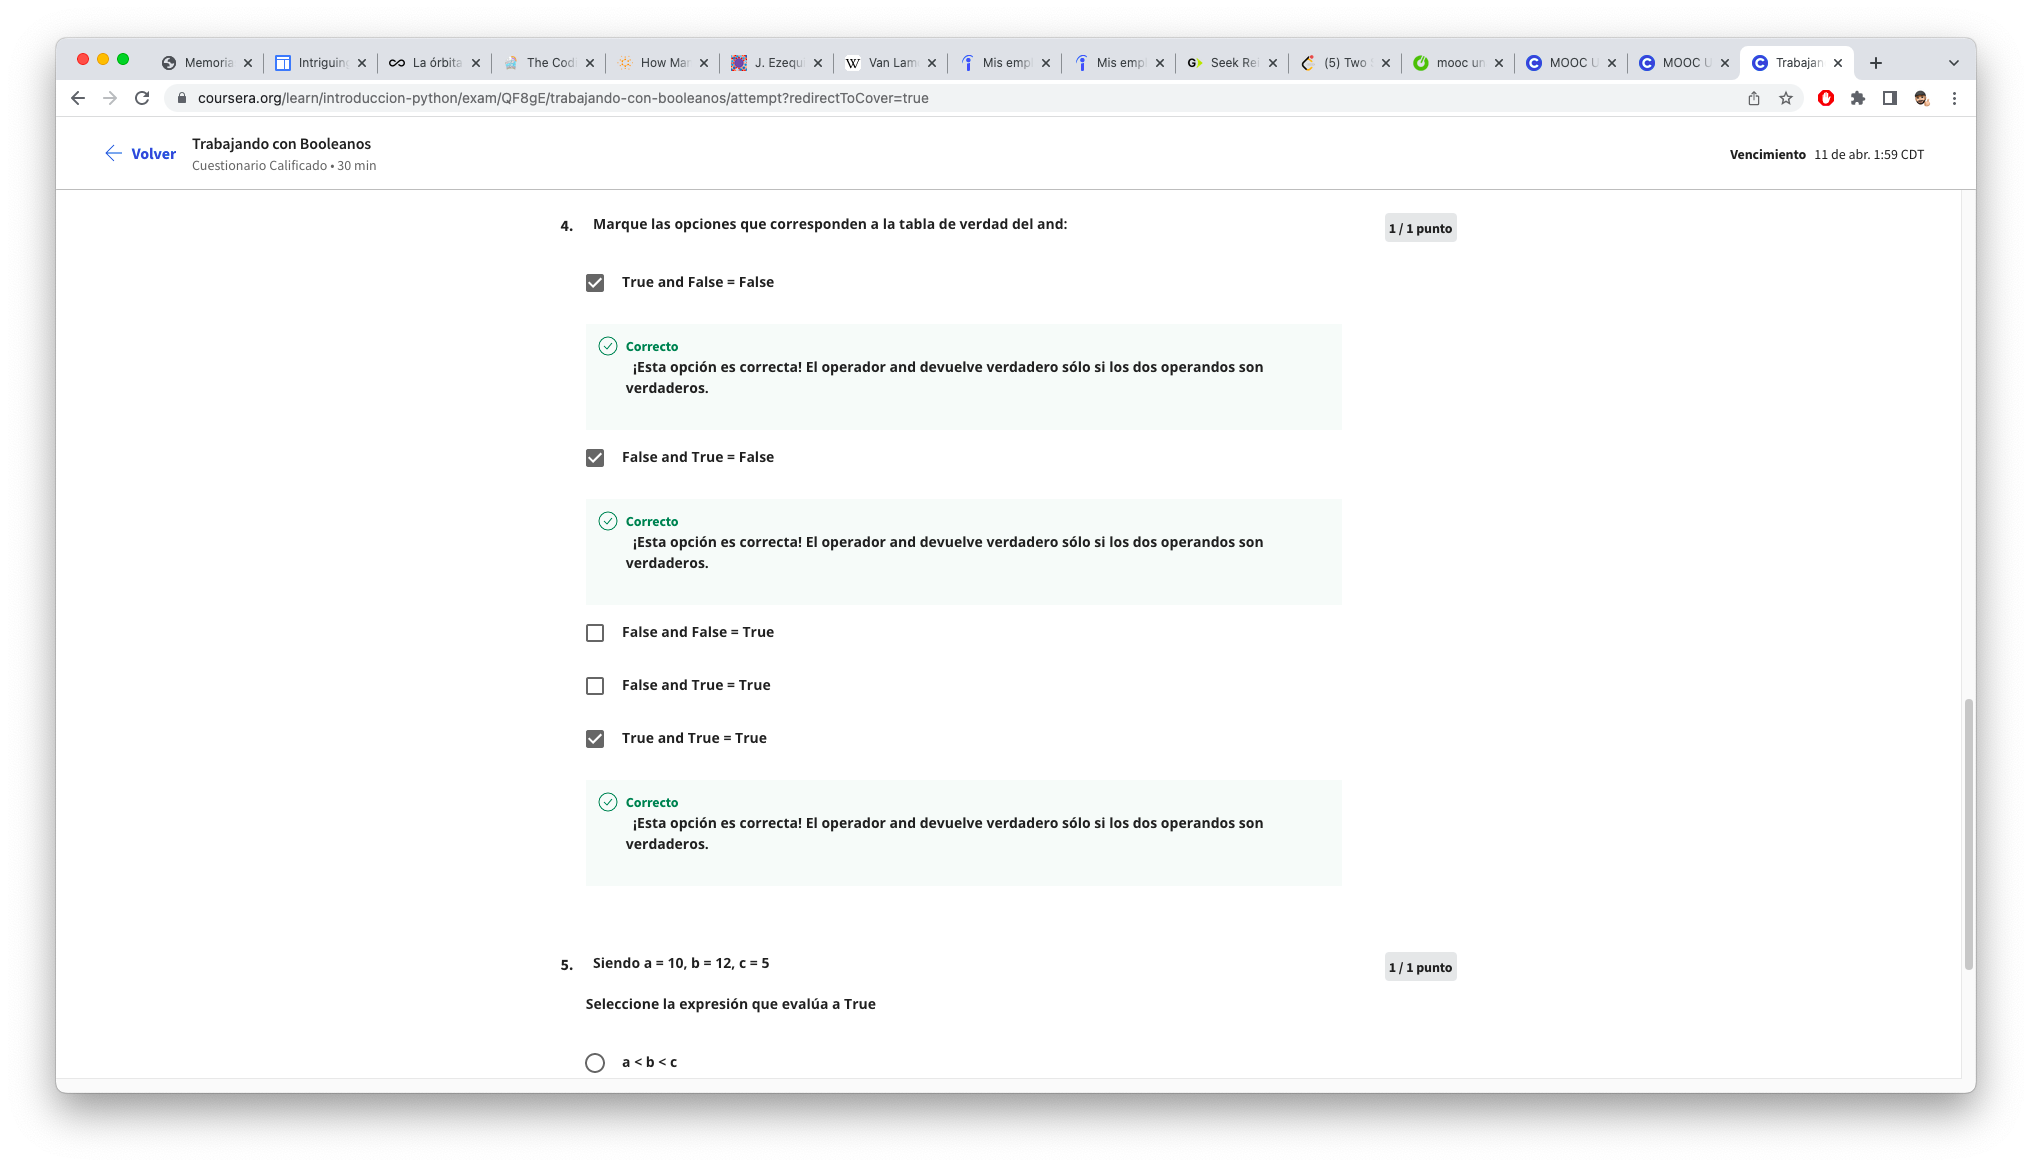 Memoria
Intriguin
La órbita
The Cod
How Mar
J. Ezequ
Van Lam
Mis emp
Mis emp
Seek Re
(5) Two
mooc un
MOOC U
MOOC U
Trabajan
coursera.org/learn/introduccion-python/exam/QF8gE/trabajando-con-booleanos/attempt?redirectToCover=true
Volver
Trabajando con Booleanos
Cuestionario Calificado • 30 min
Vencimiento 11 de abr. 1:59 CDT
4. Marque las opciones que corresponden a la tabla de verdad del and:
1 / 1 punto
True and False = False
Correcto
¡Esta opción es correcta! El operador and devuelve verdadero sólo si los dos operandos son
verdaderos.
False and True = False
Correcto
¡Esta opción es correcta! El operador and devuelve verdadero sólo si los dos operandos son
verdaderos.
False and False = True
False and True = True
True and True = True
Correcto
¡Esta opción es correcta! El operador and devuelve verdadero sólo si los dos operandos son
verdaderos.
5. Siendo a = 10, b = 12, c = 5
1 / 1 punto
Seleccione la expresión que evalúa a True
a < b < c